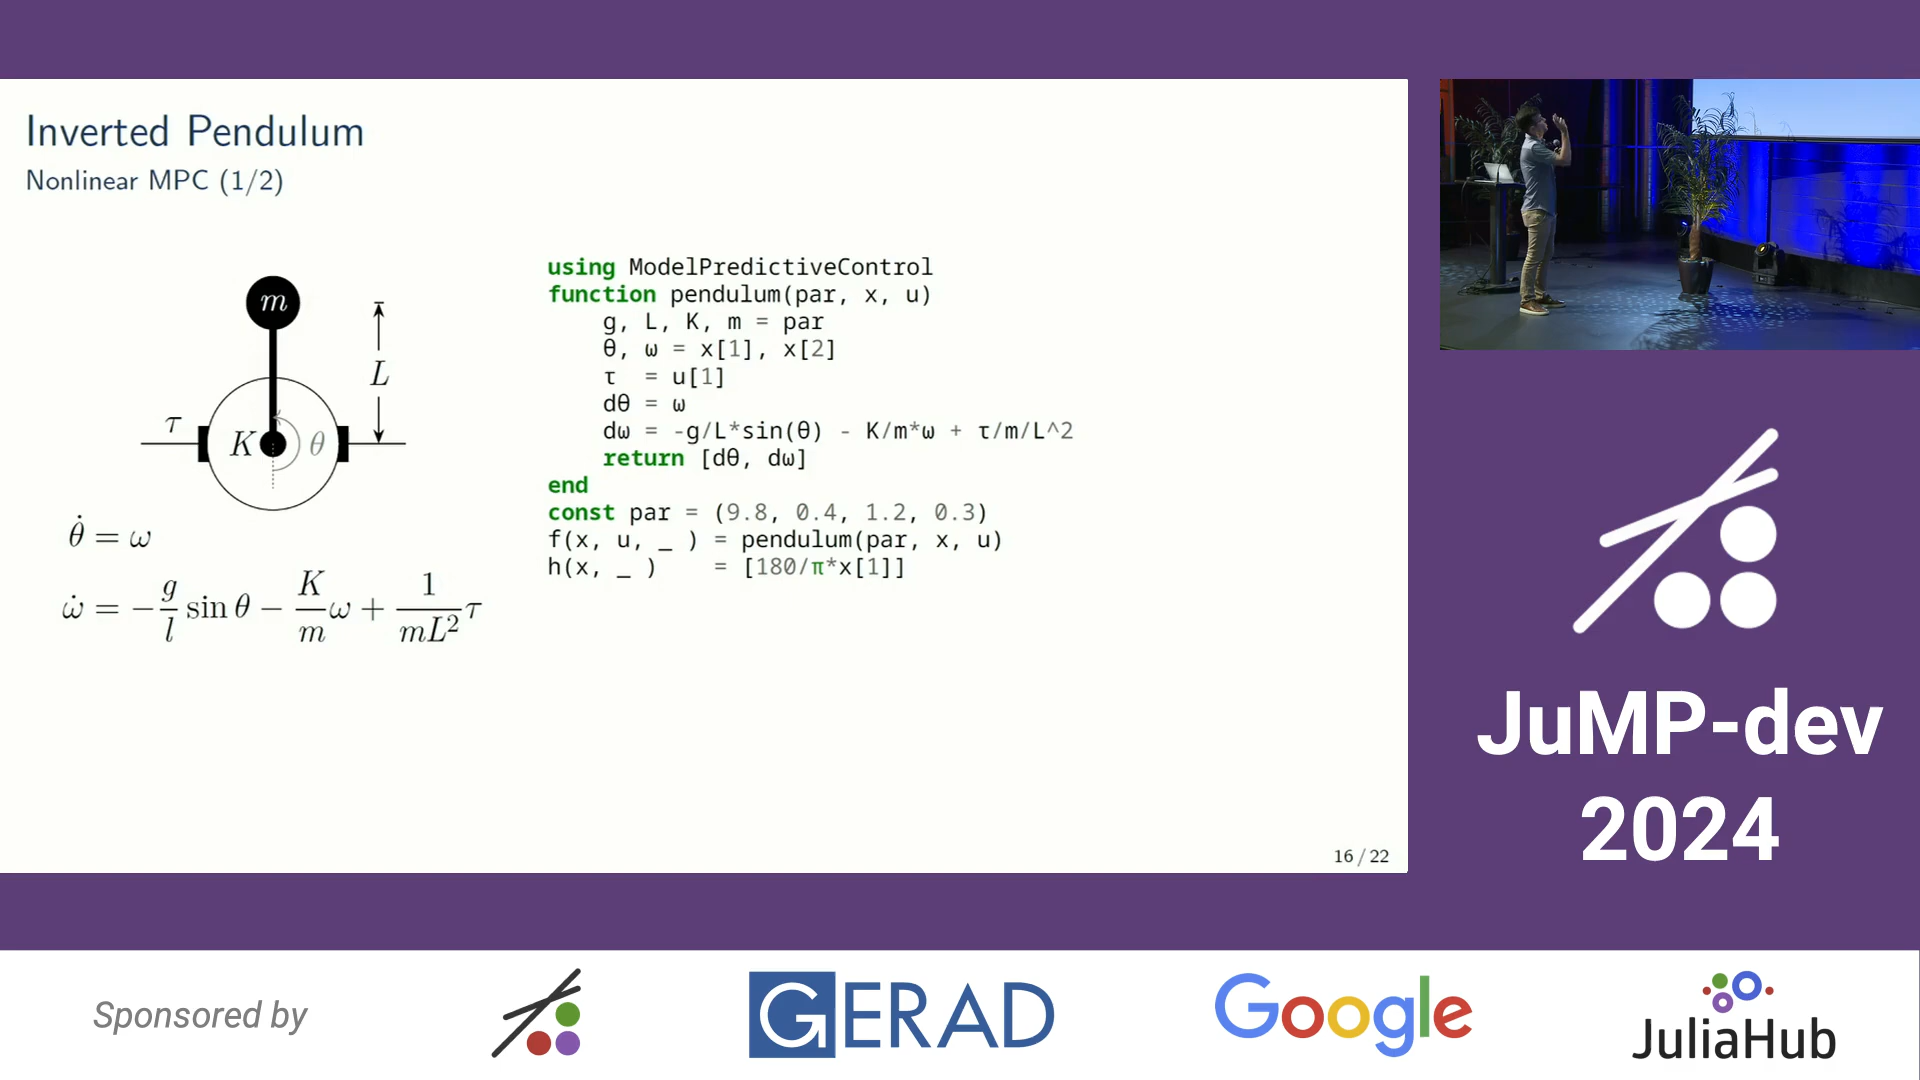 Inverted Pendulum
Nonlinear MPC (1/2)
m
L
τ
K
θ
θ̇ = ω
ω̇ = −g/l sin θ − K/m ω + 1/mL² τ
using ModelPredictiveControl
function pendulum(par, x, u)
    g, L, K, m = par
    θ, ω = x[1], x[2]
    τ  = u[1]
    dθ = ω
    dω = -g/L*sin(θ) - K/m*ω + τ/m/L^2
    return [dθ, dω]
end
const par = (9.8, 0.4, 1.2, 0.3)
f(x, u, _ ) = pendulum(par, x, u)
h(x, _ )    = [180/π*x[1]]
16 / 22
JuMP-dev
2024
Sponsored by
GERAD
Google
JuliaHub